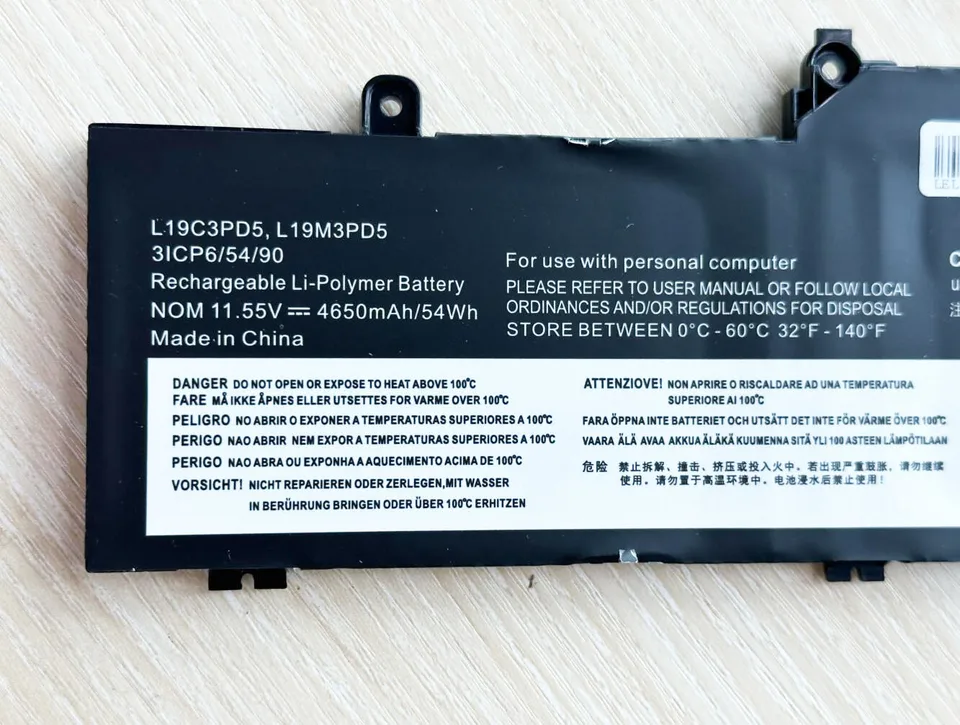 L19C3PD5, L19M3PD5
3ICP6/54/90
Rechargeable Li-Polymer Battery
NOM 11.55V ⎓ 4650mAh/54Wh
Made in China
For use with personal computer
PLEASE REFER TO USER MANUAL OR FOLLOW LOCAL
ORDINANCES AND/OR REGULATIONS FOR DISPOSAL
STORE BETWEEN 0°C - 60°C 32°F - 140°F
DANGER DO NOT OPEN OR EXPOSE TO HEAT ABOVE 100℃
FARE MÅ IKKE ÅPNES ELLER UTSETTES FOR VARME OVER 100℃
PELIGRO NO ABRIR O EXPONER A TEMPERATURAS SUPERIORES A 100℃
PERIGO NAO ABRIR NEM EXPOR A TEMPERATURAS SUPERIORES A 100℃
PERIGO NAO ABRA OU EXPONHA A AQUECIMENTO ACIMA DE 100℃
VORSICHT! NICHT REPARIEREN ODER ZERLEGEN,MIT WASSER
IN BERÜHRUNG BRINGEN ODER ÜBER 100℃ ERHITZEN
ATTENZIOVE! NON APRIRE O RISCALDARE AD UNA TEMPERATURA
SUPERIORE AI 100℃
FARA ÖPPNA INTE BATTERIET OCH UTSÄTT DET INTE FÖR VÄRME ÖVER 100℃
VAARA ÄLÄ AVAA AKKUA ÄLÄKÄ KUUMENNA SITÄ YLI 100 ASTEEN LÄMPÖTILAAN
危险 禁止拆解、撞击、挤压或投入火中。若出现严重鼓胀，请勿继续
使用。请勿置于高温环境中。电池浸水后禁止使用！